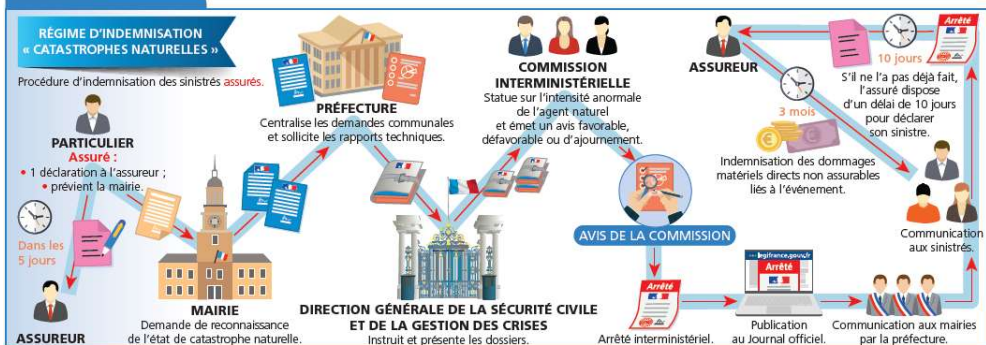 RÉGIME D'INDEMNISATION
« CATASTROPHES NATURELLES »
Procédure d'indemnisation des sinistrés assurés.
PARTICULIER
Assuré :
• 1 déclaration à l'assureur ;
• prévient la mairie.
Dans les
5 jours
ASSUREUR
MAIRIE
Demande de reconnaissance
de l'état de catastrophe naturelle.
PRÉFECTURE
Centralise les demandes communales
et sollicite les rapports techniques.
DIRECTION GÉNÉRALE DE LA SÉCURITÉ CIVILE
ET DE LA GESTION DES CRISES
Instruit et présente les dossiers.
COMMISSION
INTERMINISTÉRIELLE
Statue sur l'intensité anormale
de l'agent naturel
et émet un avis favorable,
défavorable ou d'ajournement.
AVIS DE LA COMMISSION
Arrêté
Arrêté interministériel.
legifrance.gouv.fr
Arrêté
Publication
au Journal officiel.
Communication aux mairies
par la préfecture.
Communication
aux sinistrés.
Arrêté
10 jours
S'il ne l'a pas déjà fait,
l'assuré dispose
d'un délai de 10 jours
pour déclarer
son sinistre.
ASSUREUR
3 mois
Indemnisation des dommages
matériels directs non assurables
liés à l'événement.